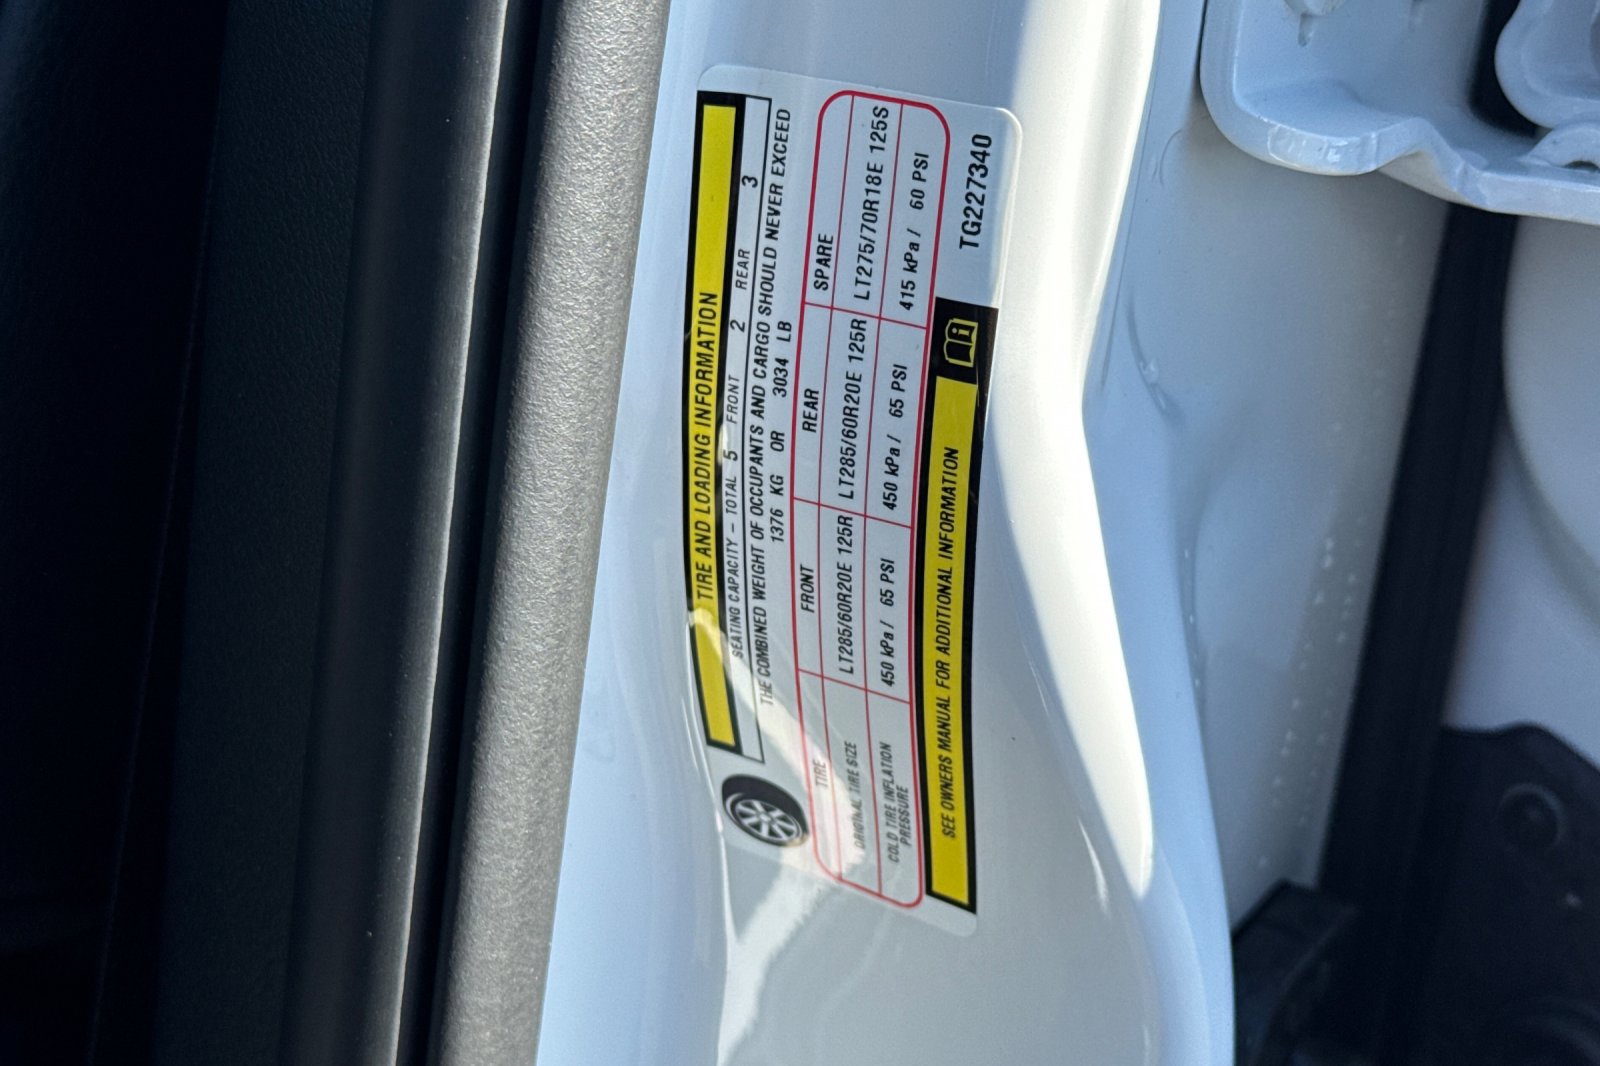 TIRE AND LOADING INFORMATION
SEATING CAPACITY – TOTAL 5 FRONT 2 REAR 3
THE COMBINED WEIGHT OF OCCUPANTS AND CARGO SHOULD NEVER EXCEED
1376 KG OR 3034 LB
TIRE FRONT REAR SPARE
ORIGINAL TIRE SIZE LT285/60R20E 125R LT285/60R20E 125R LT275/70R18E 125S
COLD TIRE INFLATION PRESSURE 450 kPa / 65 PSI 450 kPa / 65 PSI 415 kPa / 60 PSI
SEE OWNERS MANUAL FOR ADDITIONAL INFORMATION
TG227340